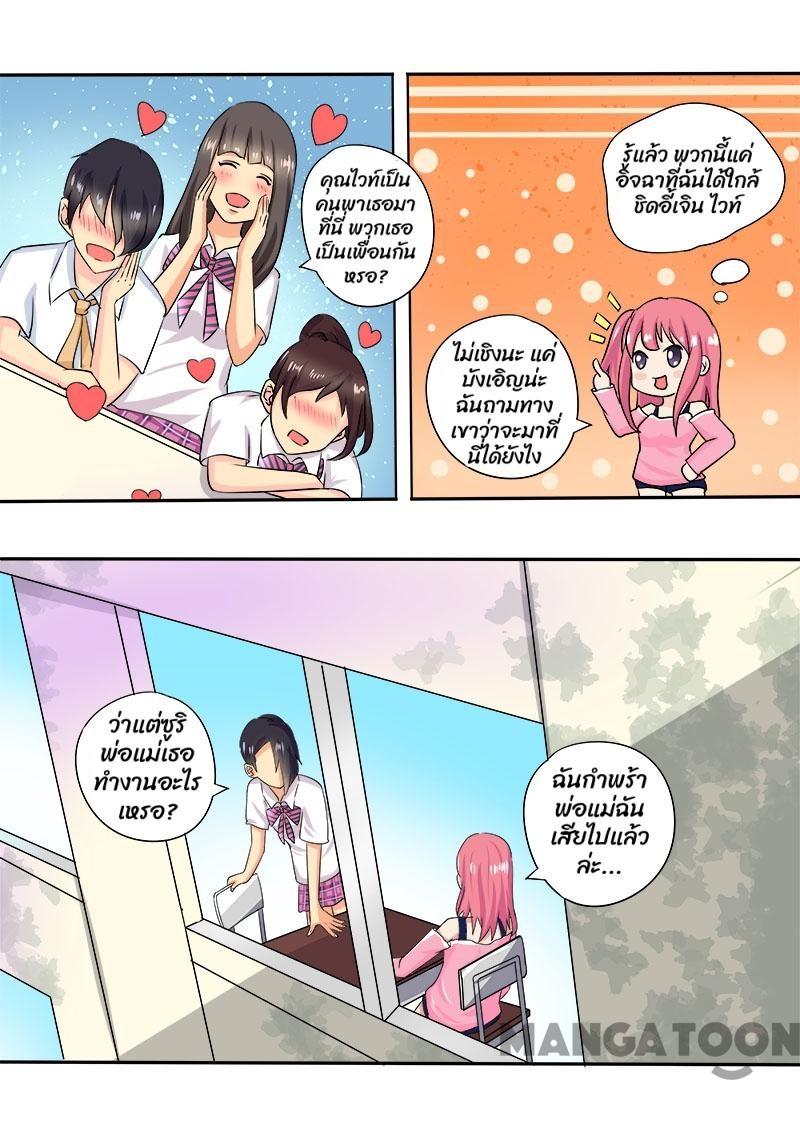 คุณไวท์เป็น
คนพาเธอมา
ที่นี่ พวกเธอ
เป็นเพื่อนกัน
หรอ?
รู้แล้ว พวกนี้แค่
อิจฉาที่ฉันได้ใกล้
ชิดอี้เจิน ไวท์
ไม่เชิงนะ แค่
บังเอิญน่ะ
ฉันถามทาง
เขาว่าจะมาที่
นี่ได้ยังไง
ว่าแต่ซูริ
พ่อแม่เธอ
ทำงานอะไร
เหรอ?
ฉันกำพร้า
พ่อแม่ฉัน
เสียไปแล้ว
ล่ะ...
MANGATOON